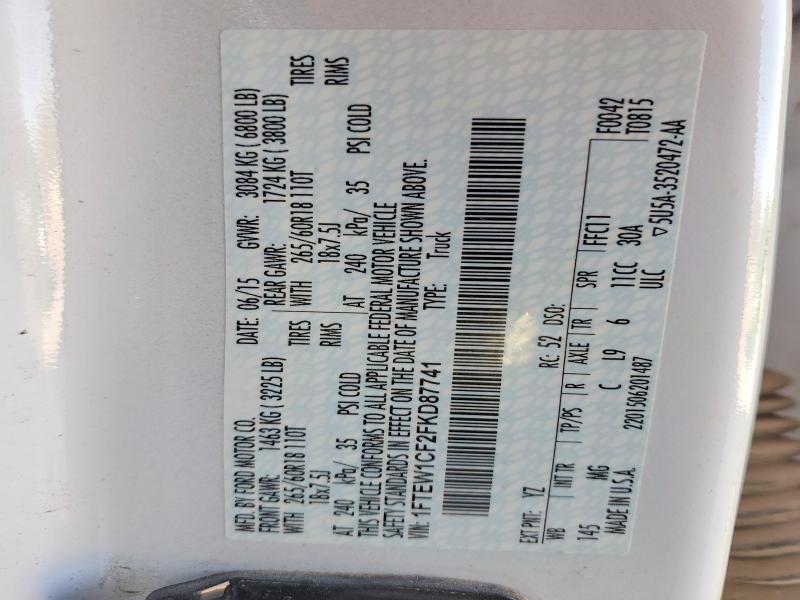 MFD. BY FORD MOTOR CO. DATE: 06/15 GVWR: 3084 KG ( 6800 LB)
FRONT GAWR: 1463 KG ( 3225 LB) REAR GAWR: 1724 KG ( 3800 LB)
WITH 265/60R18 110T TIRES WITH 265/60R18 110T TIRES
18x7.5J RIMS 18x7.5J RIMS
AT 240 kPa/ 35 PSI COLD AT 240 kPa/ 35 PSI COLD
THIS VEHICLE CONFORMS TO ALL APPLICABLE FEDERAL MOTOR VEHICLE
SAFETY STANDARDS IN EFFECT ON THE DATE OF MANUFACTURE SHOWN ABOVE.
VIN: 1FTEW1CF2FKD87741 TYPE: Truck
EXT PNT: YZ RC: 52 DSO: F0042
WB INT TR TP/PS R AXLE TR SPR FFC11 T0815
145 MG C L9 6 11CC 30A
MADE IN U.S.A. 2201506201487 ULC ▽5U5A-3520472-AA